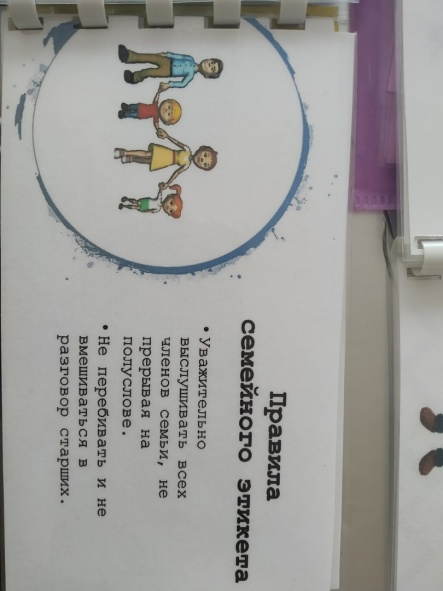 Правила
семейного этикета
• Уважительно
выслушивать всех
членов семьи, не
прерывая на
полуслове.
• Не перебивать и не
вмешиваться в
разговор старших.